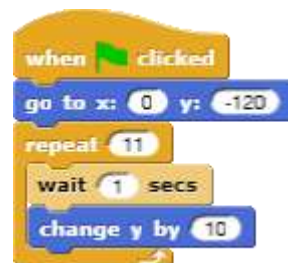 when clicked
go to x: 0 y: -120
repeat 11
wait 1 secs
change y by 10